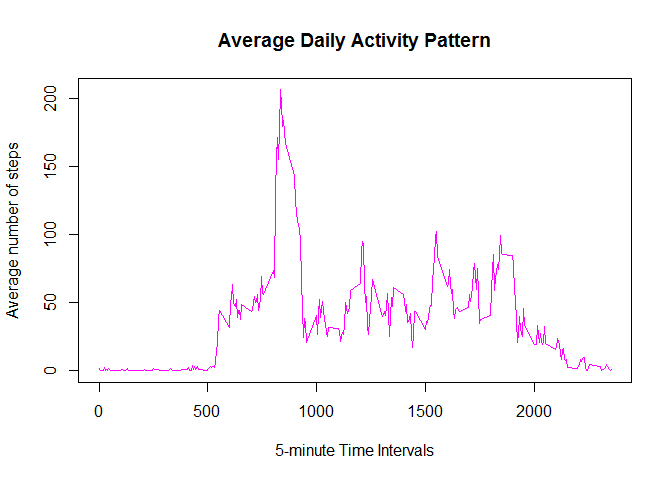 Average Daily Activity Pattern
Average number of steps
200
150
100
50
0
0 500 1000 1500 2000
5-minute Time Intervals